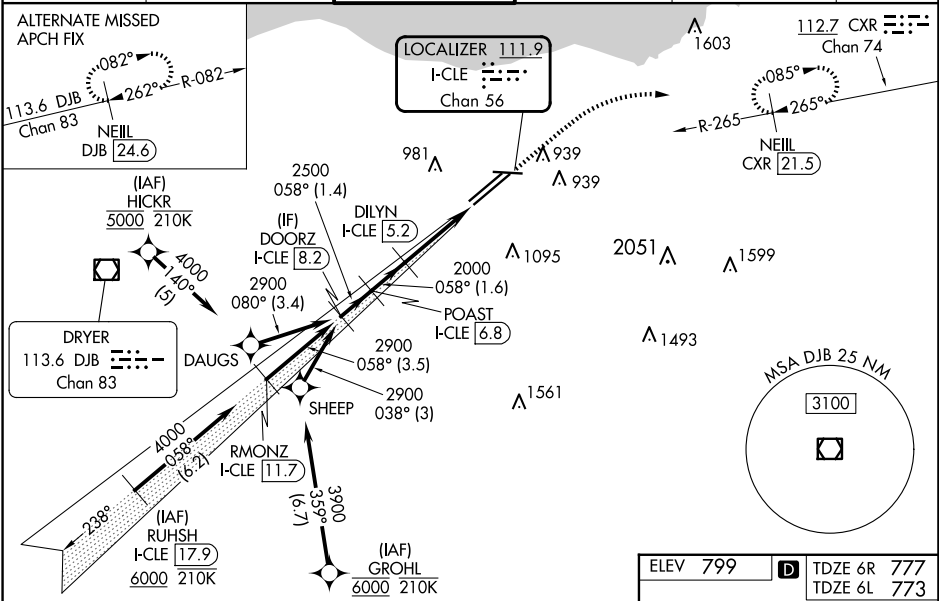 ALTERNATE MISSED
APCH FIX
082°
R-082
262°
113.6 DJB
Chan 83
NEIIL
DJB 24.6
LOCALIZER 111.9
I-CLE
Chan 56
1603
112.7 CXR
Chan 74
085°
265°
R-265
NEIIL
CXR 21.5
981
939
939
(IAF)
HICKR
5000 210K
4000
140°
(5)
2500
058° (1.4)
(IF)
DOORZ
I-CLE 8.2
DILYN
I-CLE 5.2
1095
2051
1599
2000
058° (1.6)
POAST
I-CLE 6.8
1493
2900
080° (3.4)
DRYER
113.6 DJB
Chan 83
DAUGS
2900
058° (3.5)
2900
038° (3)
SHEEP
1561
MSA DJB 25 NM
3100
4000
058°
(6.2)
RMONZ
I-CLE 11.7
238°
(IAF)
RUHSH
I-CLE 17.9
6000 210K
3900
359°
(6.7)
(IAF)
GROHL
6000 210K
ELEV 799
D
TDZE 6R 777
TDZE 6L 773